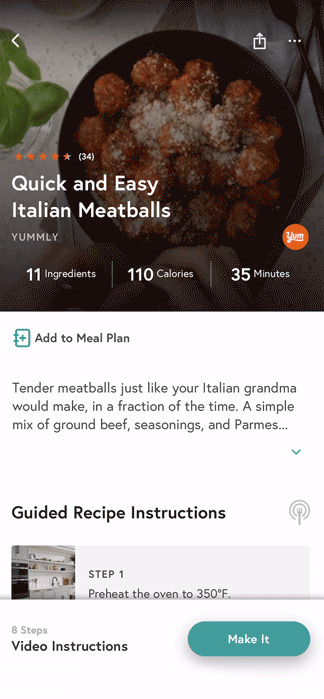 (34)
Quick and Easy
Italian Meatballs
YUMMLY
Yum
11 Ingredients
110 Calories
35 Minutes
Add to Meal Plan
Tender meatballs just like your Italian grandma
would make, in a fraction of the time. A simple
mix of ground beef, seasonings, and Parmes...
Guided Recipe Instructions
STEP 1
Preheat the oven to 350°F.
8 Steps
Video Instructions
Make It